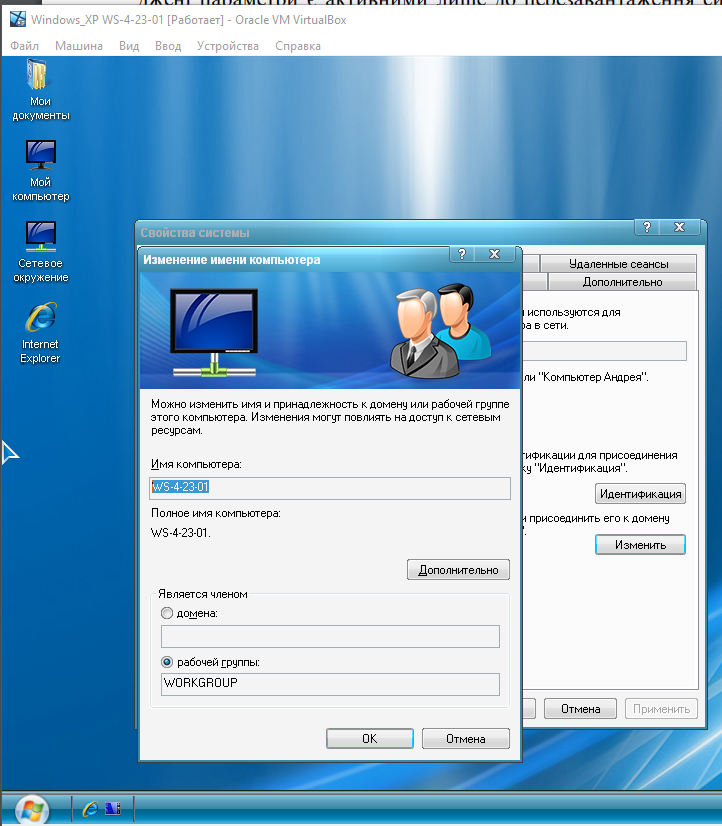 Windows_XP WS-4-23-01 [Работает] - Oracle VM VirtualBox
Файл Машина Вид Ввод Устройства Справка
Мои
документы
Мой
компьютер
Сетевое
окружение
Internet
Explorer
Свойства системы
Удаленные сеансы
Дополнительно
используются для
ра в сети.
ли "Компьютер Андрея".
тификации для присоединения
ку "Идентификация".
Идентификация
и присоединить его к домену
Изменить
Отмена
Применить
Изменение имени компьютера
Можно изменить имя и принадлежность к домену или рабочей группе
этого компьютера. Изменения могут повлиять на доступ к сетевым
ресурсам.
Имя компьютера:
WS-4-23-01
Полное имя компьютера:
WS-4-23-01.
Дополнительно
Является членом
домена:
рабочей группы:
WORKGROUP
OK
Отмена